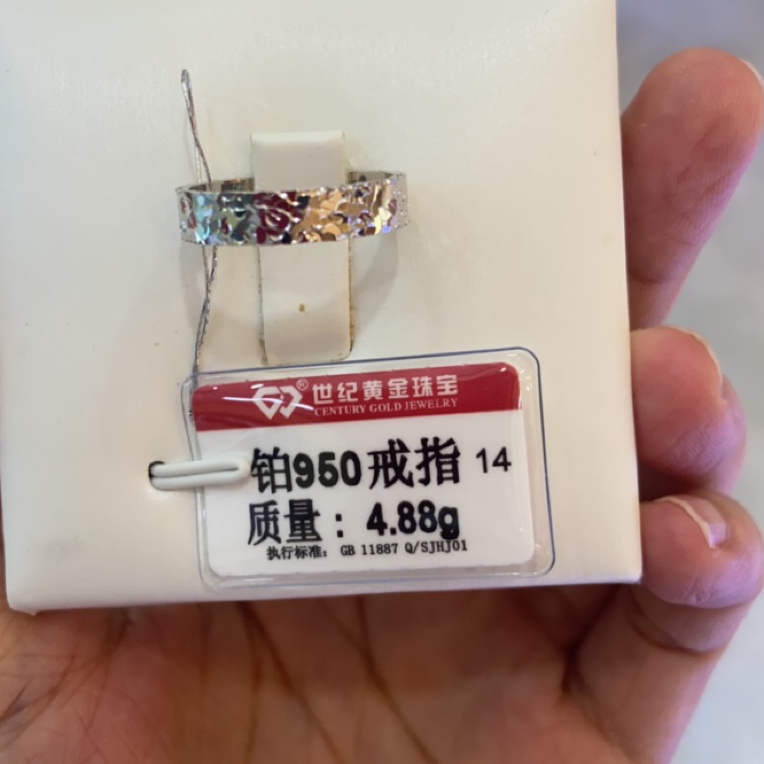 ® 世纪黄金珠宝
CENTURY GOLD JEWELRY
铂950戒指 14
质量：4.88g
执行标准： GB 11887 Q/SJHJ01